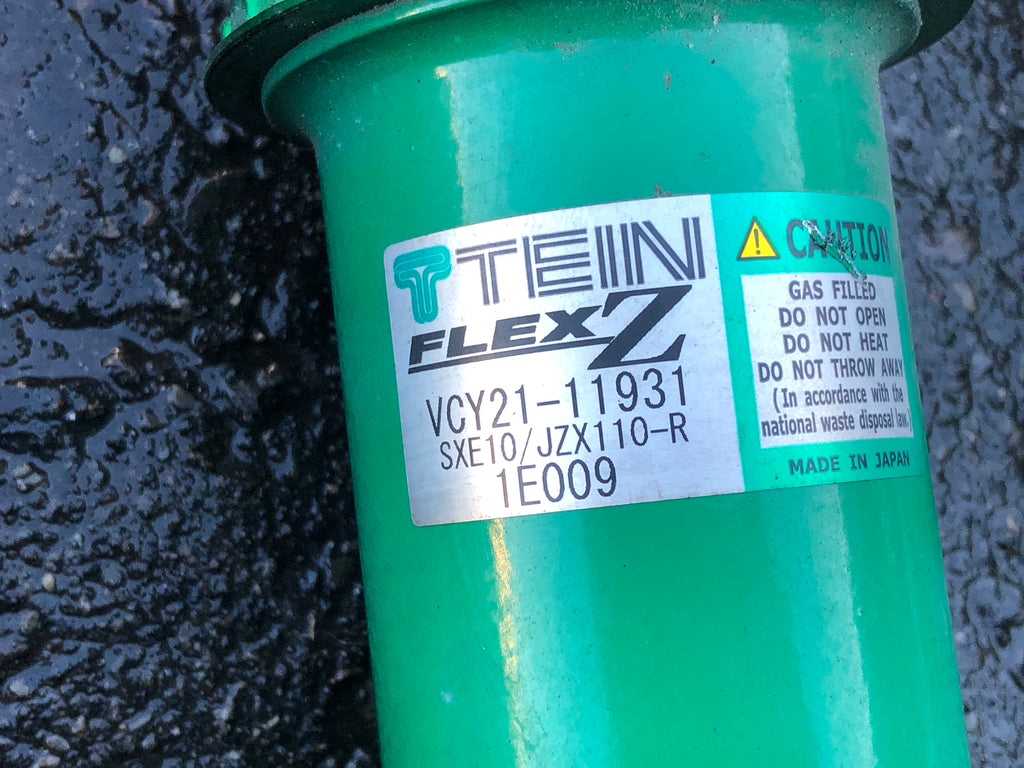 TEIN
FLEX Z
VCY21-11931
SXE10/JZX110-R
1E009
CAUTION
GAS FILLED
DO NOT OPEN
DO NOT HEAT
DO NOT THROW AWAY
(In accordance with the
national waste disposal law.)
MADE IN JAPAN